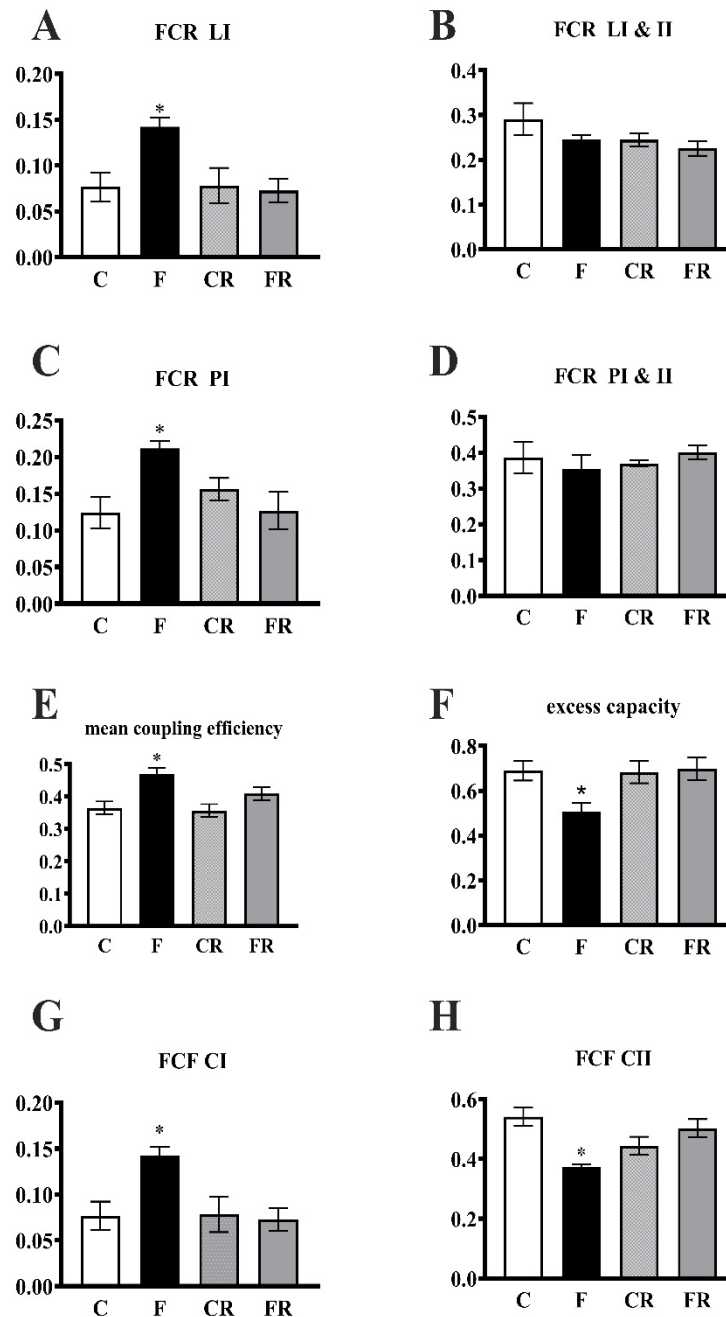 A
FCR LI
0.20
0.15
0.10
0.05
0.00
*
C F CR FR
B
FCR LI & II
0.4
0.3
0.2
0.1
0.0
C F CR FR
C
FCR PI
0.25
0.20
0.15
0.10
0.05
0.00
*
C F CR FR
D
FCR PI & II
0.5
0.4
0.3
0.2
0.1
0.0
C F CR FR
E
mean coupling efficiency
0.5
0.4
0.3
0.2
0.1
0.0
*
C F CR FR
F
excess capacity
0.8
0.6
0.4
0.2
0.0
*
C F CR FR
G
FCF CI
0.20
0.15
0.10
0.05
0.00
*
C F CR FR
H
FCF CII
0.6
0.4
0.2
0.0
*
C F CR FR